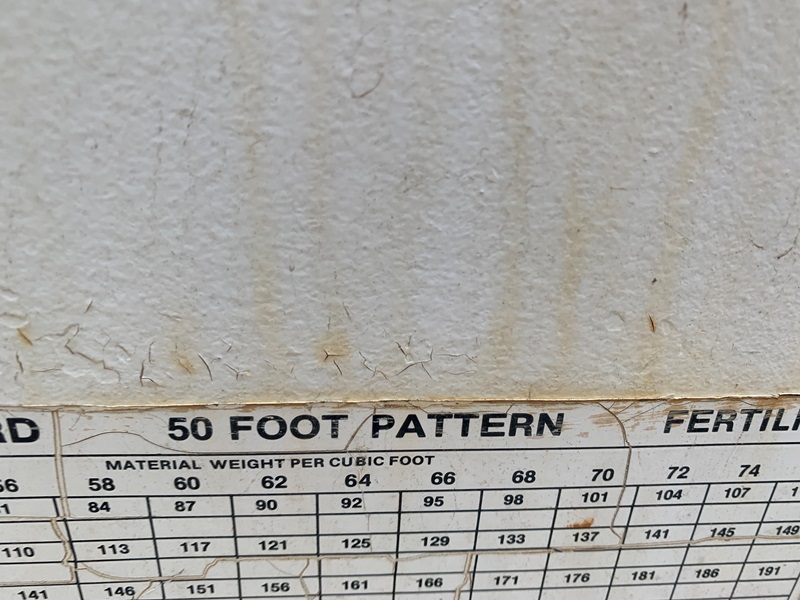 RD 50 FOOT PATTERN FERTILI
MATERIAL WEIGHT PER CUBIC FOOT
56 58 60 62 64 66 68 70 72 74
84 87 90 92 95 98 101 104 107
110 113 117 121 125 129 133 137 141 145 149
141 146 151 156 161 166 171 176 181 186 191